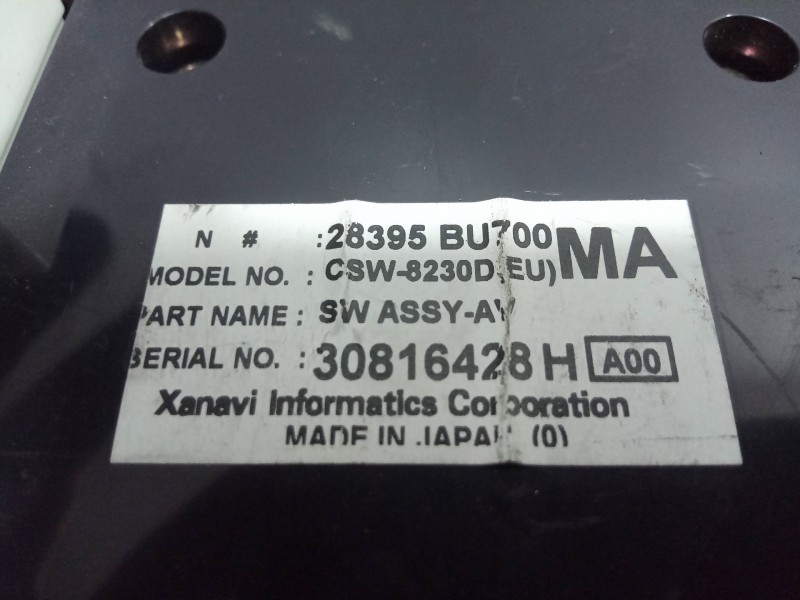 N # : 28395 BU700 MA
MODEL NO. : CSW-8230D(EU)
PART NAME : SW ASSY-AV
SERIAL NO. : 30816428 H A00
Xanavi Informatics Corporation
MADE IN JAPAN (0)